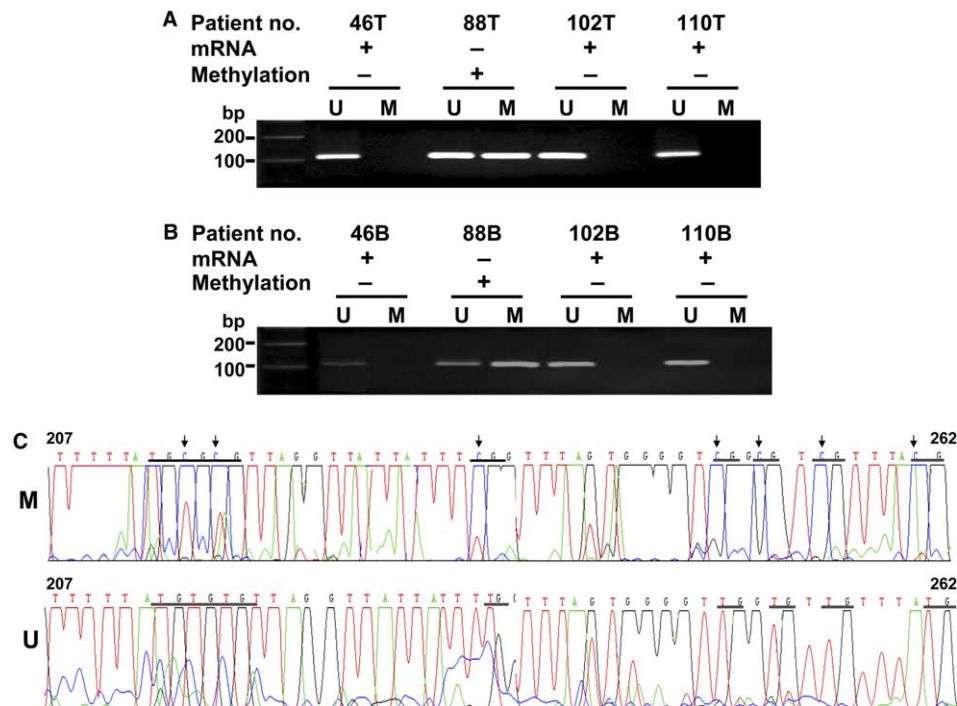 A Patient no. 46T 88T 102T 110T
mRNA + – + +
Methylation – + – –
U M U M U M U M
bp
200
100
B Patient no. 46B 88B 102B 110B
mRNA + – + +
Methylation – + – –
U M U M U M U M
bp
200
100
C 207 262
T T T T T A T G C G C G T T A G G T T A T T A T T T C G G T T T A G T G G G G T C G G C G T C G T T T A C G
M
207 262
T T T T T A T G T G T G T T A G G T T A T T A T T T T G T T T A G T G G G G T T G G T G T T G T T T A T G
U